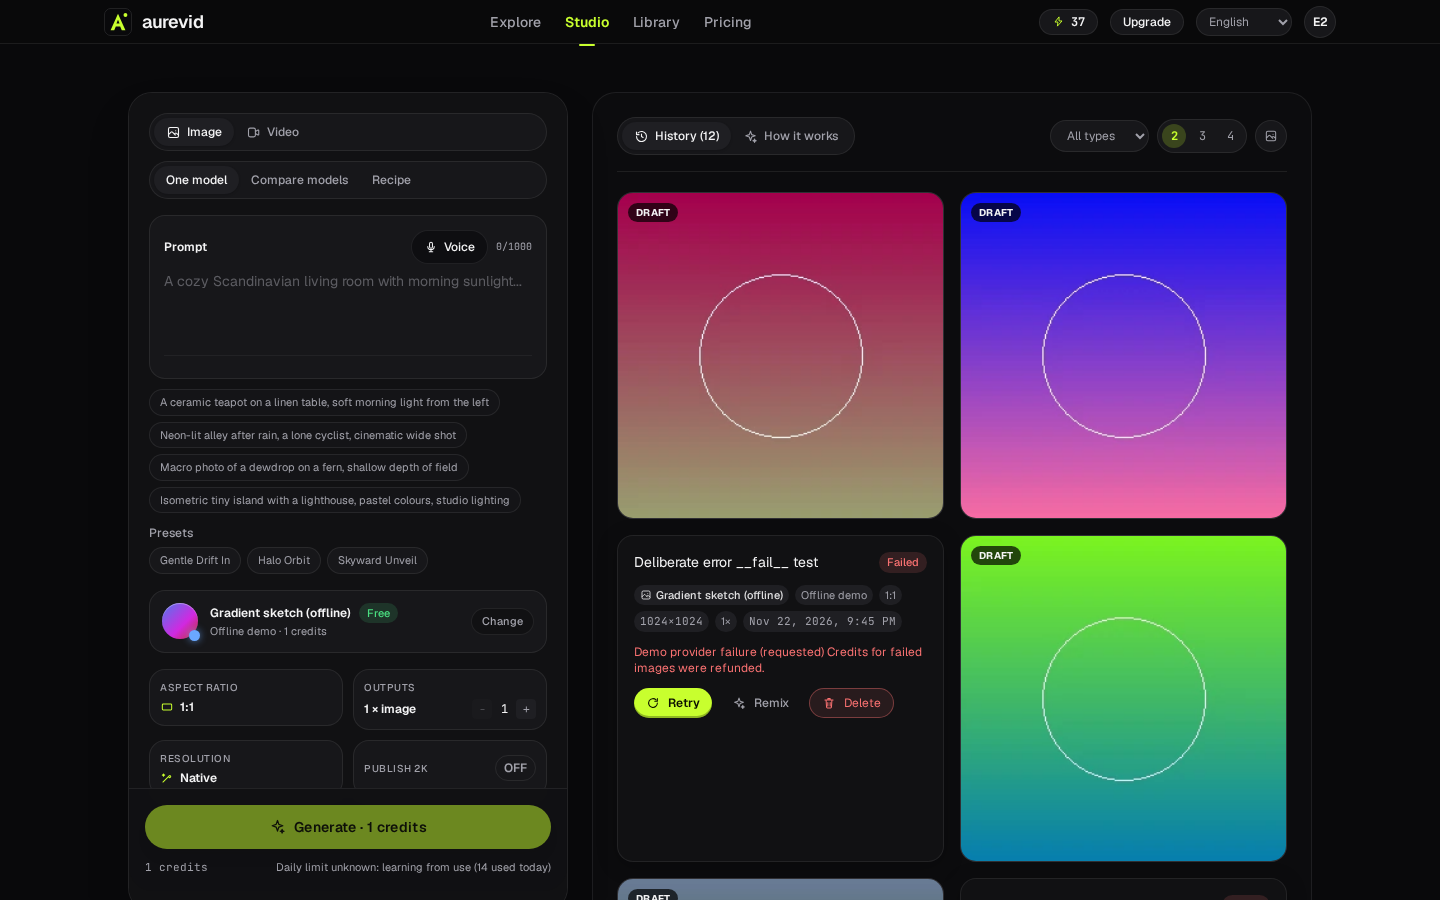 aurevid
Explore Studio Library Pricing
37 Upgrade English E2
Image Video
One model Compare models Recipe
Prompt Voice 0/1000
A cozy Scandinavian living room with morning sunlight...
A ceramic teapot on a linen table, soft morning light from the left
Neon-lit alley after rain, a lone cyclist, cinematic wide shot
Macro photo of a dewdrop on a fern, shallow depth of field
Isometric tiny island with a lighthouse, pastel colours, studio lighting
Presets
Gentle Drift In Halo Orbit Skyward Unveil
Gradient sketch (offline) Free
Offline demo · 1 credits
Change
ASPECT RATIO
1:1
OUTPUTS
1 × image - 1 +
RESOLUTION
Native
PUBLISH 2K OFF
Generate · 1 credits
1 credits Daily limit unknown: learning from use (14 used today)
History (12) How it works All types 2 3 4
DRAFT
DRAFT
Deliberate error __fail__ test Failed
Gradient sketch (offline) Offline demo 1:1
1024×1024 1× Nov 22, 2026, 9:45 PM
Demo provider failure (requested) Credits for failed
images were refunded.
Retry Remix Delete
DRAFT
DRAFT